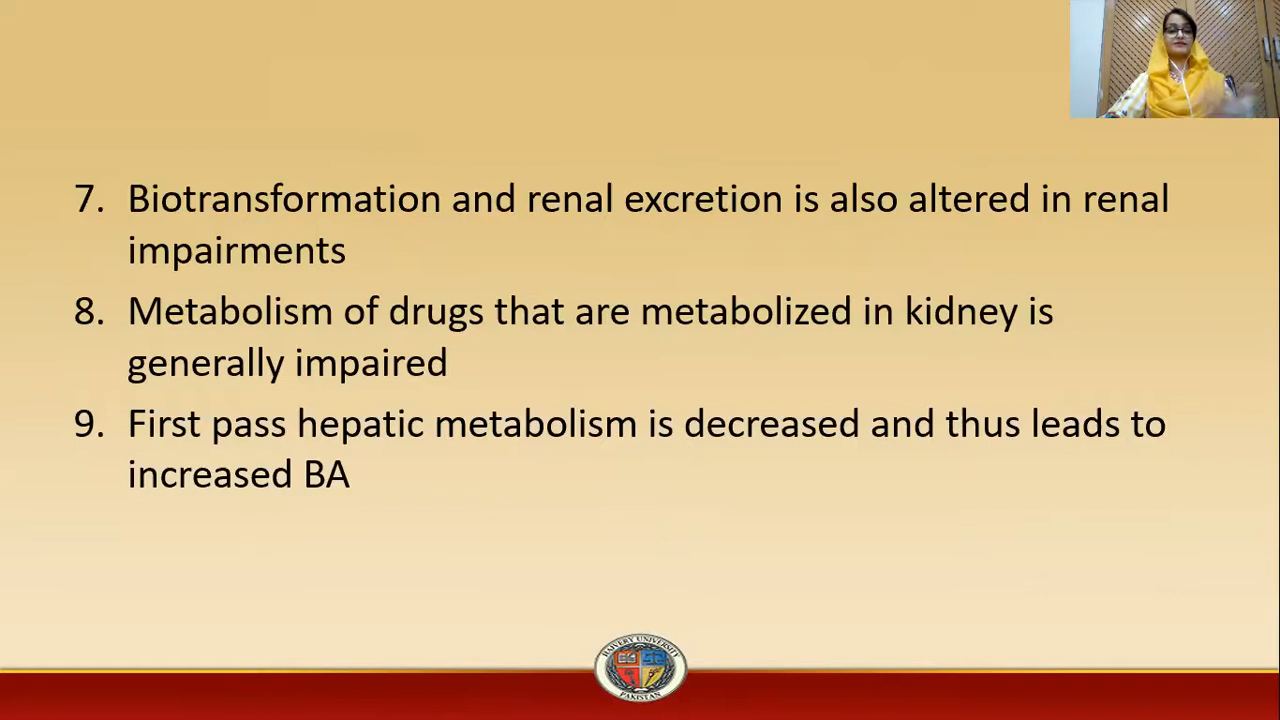 7. Biotransformation and renal excretion is also altered in renal
impairments
8. Metabolism of drugs that are metabolized in kidney is
generally impaired
9. First pass hepatic metabolism is decreased and thus leads to
increased BA
PAKISTAN